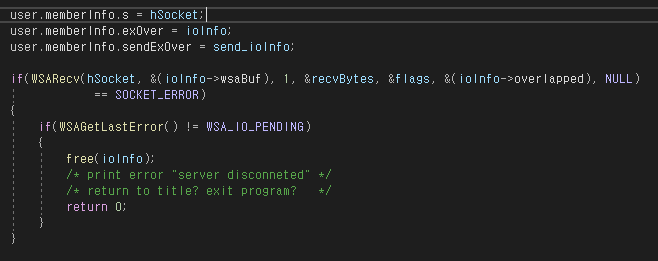 user.memberInfo.s = hSocket;
user.memberInfo.exOver = ioInfo;
user.memberInfo.sendExOver = send_ioInfo;
if(WSARecv(hSocket, &(ioInfo->wsaBuf), 1, &recvBytes, &flags, &(ioInfo->overlapped), NULL)
== SOCKET_ERROR)
{
if(WSAGetLastError() != WSA_IO_PENDING)
{
free(ioInfo);
/* print error "server disconneted" */
/* return to title? exit program?   */
return 0;
}
}